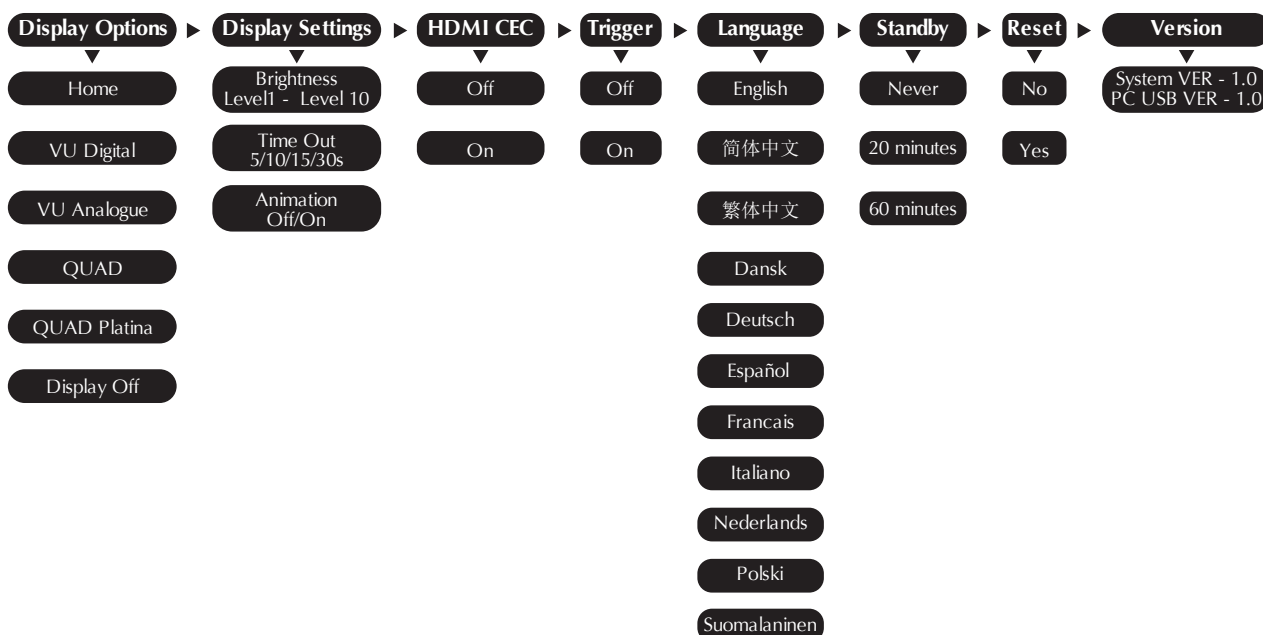 Display Options
Display Settings
HDMI CEC
Trigger
Language
Standby
Reset
Version
Home
VU Digital
VU Analogue
QUAD
QUAD Platina
Display Off
Brightness
Level1 - Level 10
Time Out
5/10/15/30s
Animation
Off/On
Off
On
Off
On
English
简体中文
繁体中文
Dansk
Deutsch
Español
Francais
Italiano
Nederlands
Polski
Suomalaninen
Never
20 minutes
60 minutes
No
Yes
System VER - 1.0
PC USB VER - 1.0